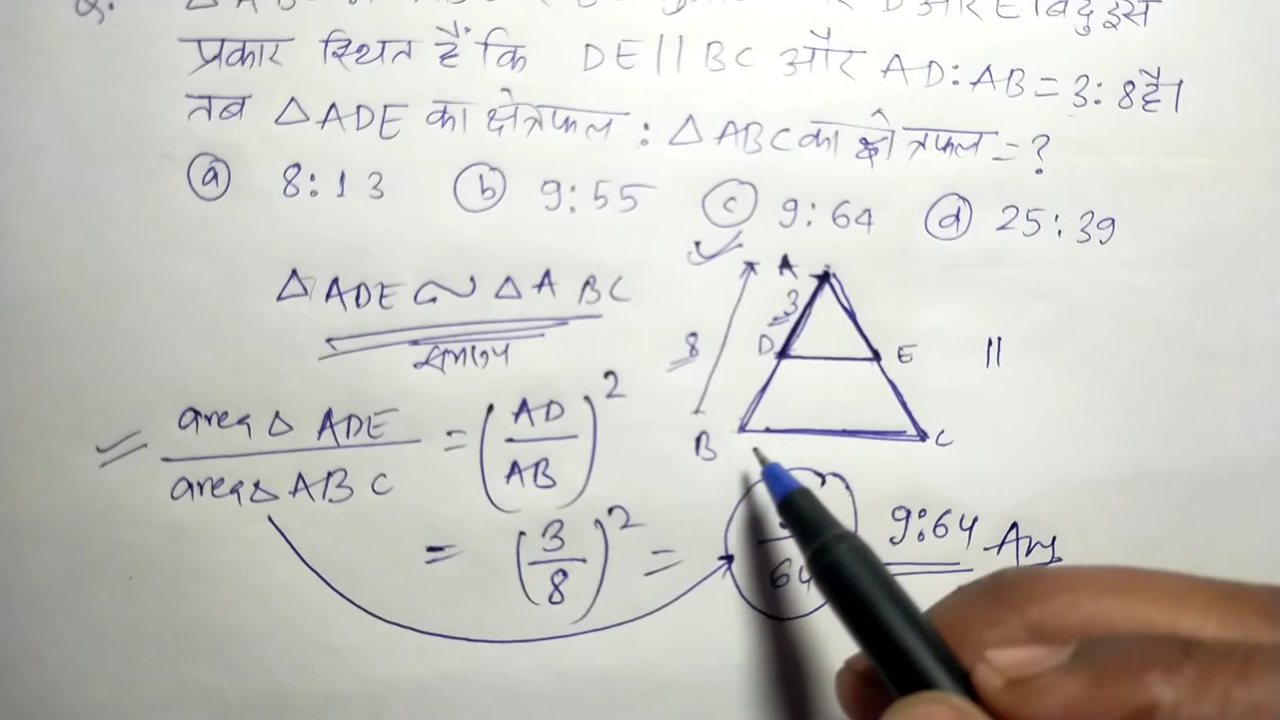 प्रकार स्थित हैं कि DE||BC और AD:AB=3:8 है।
तब △ADE का क्षेत्रफल : △ABC का क्षेत्रफल = ?
(a) 8:13 (b) 9:55 (c) 9:64 (d) 25:39
△ADE ~ △ABC
A
3
8
D
E
||
B
C
area △ ADE / area △ ABC = (AD/AB)²
= (3/8)² = /64 9:64 Ans